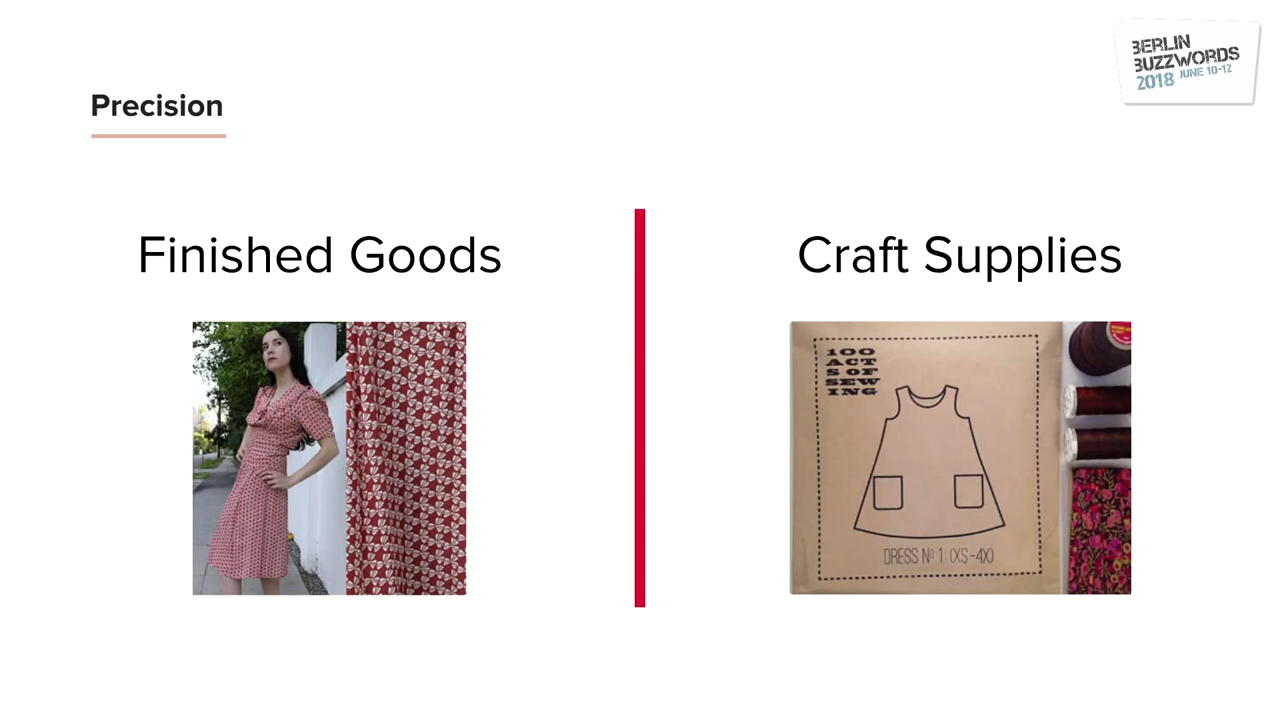 BERLIN
BUZZWORDS
2018 JUNE 10-12
Precision
Finished Goods
Craft Supplies
100
ACT
S OF
SEW
ING
DRESS Nº 1 (XS-4X)